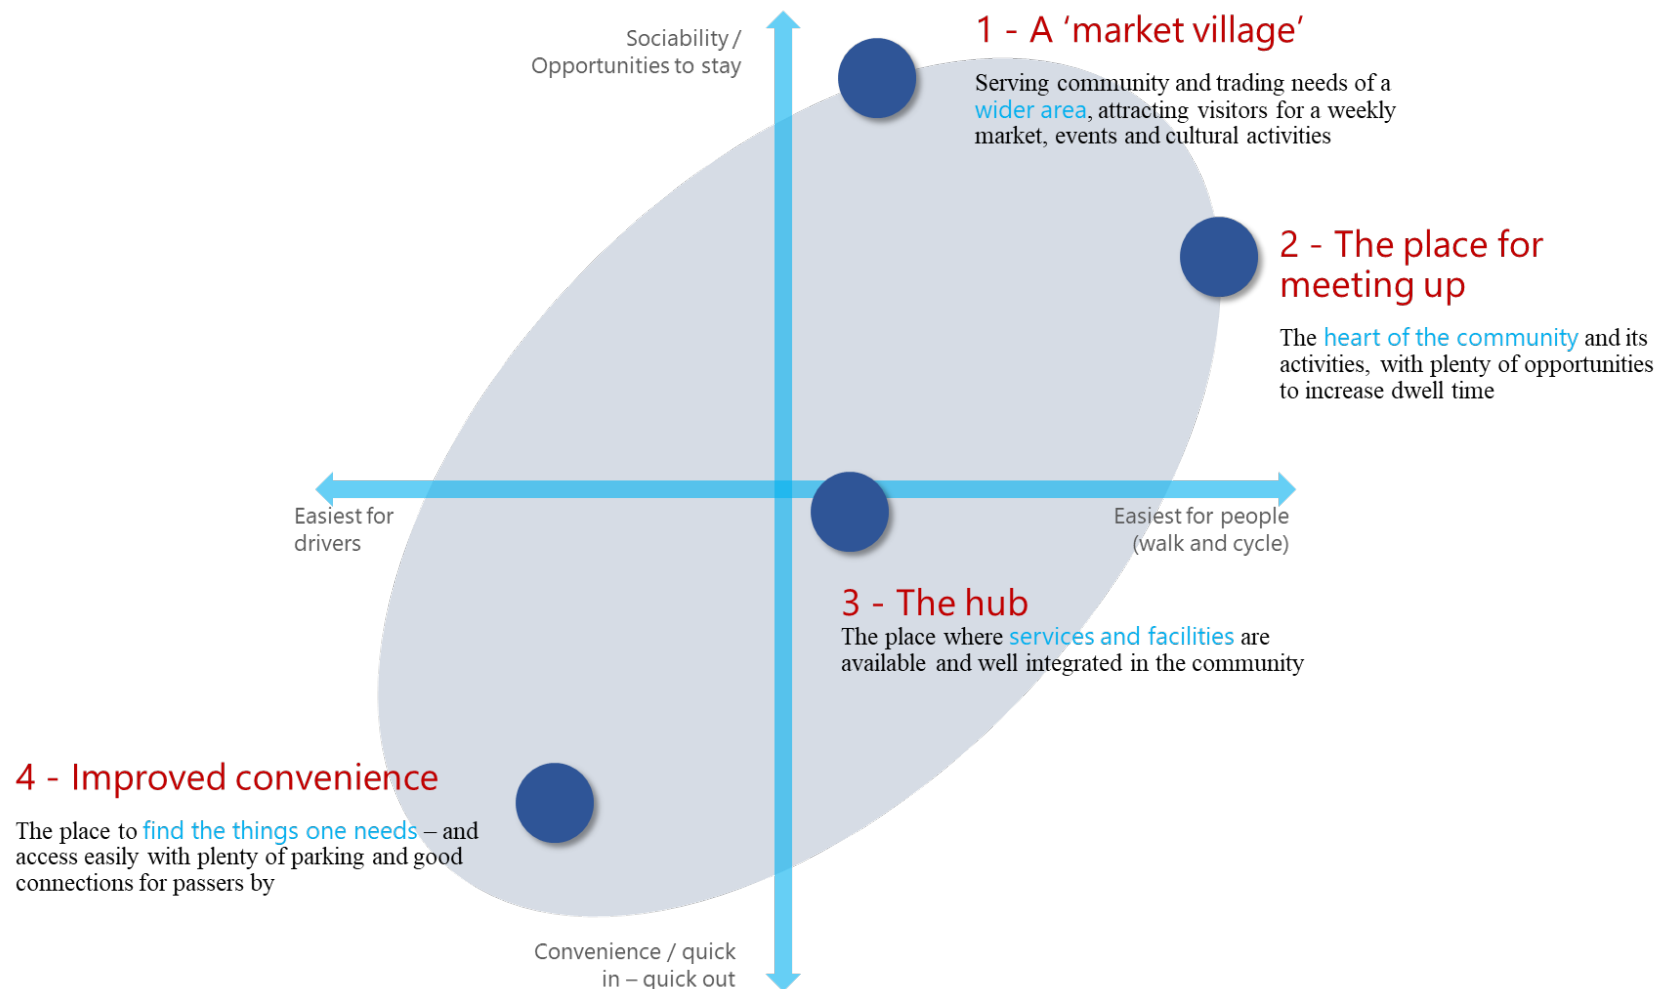 Sociability /
Opportunities to stay
1 - A ‘market village’
Serving community and trading needs of a
wider area, attracting visitors for a weekly
market, events and cultural activities
2 - The place for
meeting up
The heart of the community and its
activities, with plenty of opportunities
to increase dwell time
Easiest for
drivers
Easiest for people
(walk and cycle)
3 - The hub
The place where services and facilities are
available and well integrated in the community
4 - Improved convenience
The place to find the things one needs – and
access easily with plenty of parking and good
connections for passers by
Convenience / quick
in – quick out